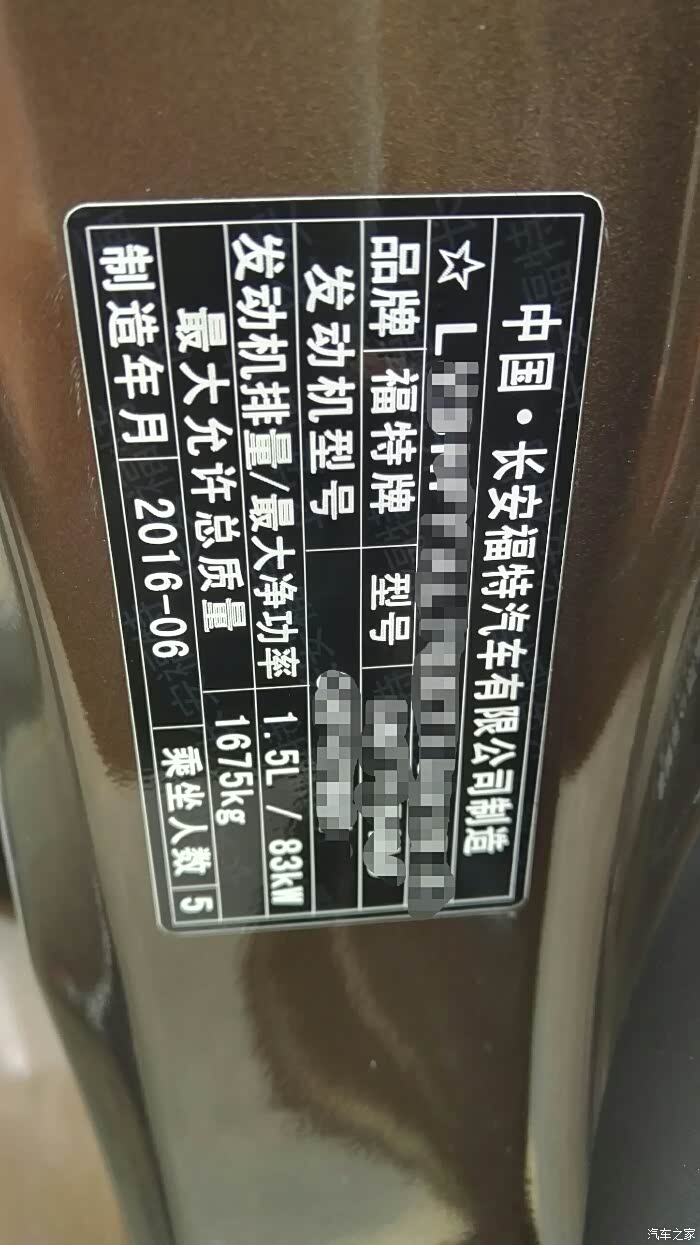 中国·长安福特汽车有限公司制造
☆L
品牌 福特牌 型号
发动机型号
发动机排量/最大净功率 1.5L / 83kW
最大允许总质量 1675kg
制造年月 2016-06 乘坐人数 5
汽车之家